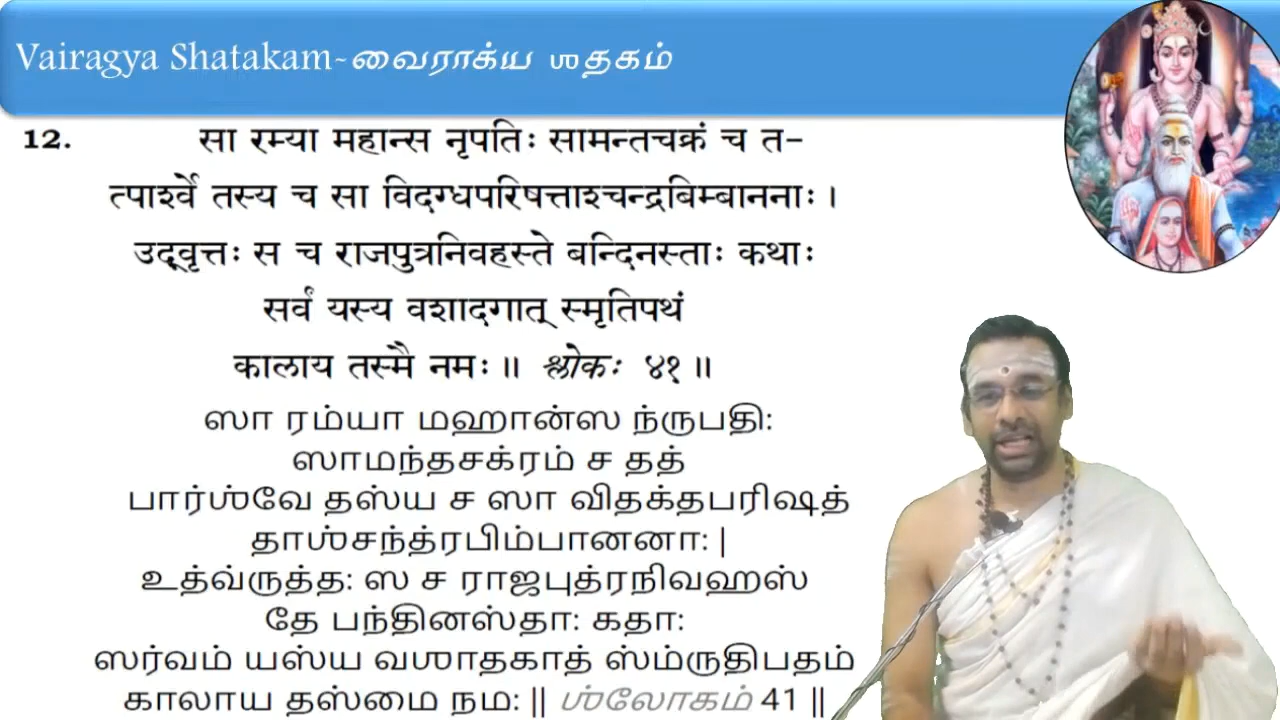 Vairagya Shatakam-வைராக்ய ஶதகம்
12. सा रम्या महान्स नृपतिः सामन्तचक्रं च त-
त्पार्श्वे तस्य च सा विदग्धपरिषत्ताश्चन्द्रबिम्बाननाः ।
उद्वृत्तः स च राजपुत्रनिवहस्ते बन्दिनस्ताः कथाः
सर्वं यस्य वशादगात् स्मृतिपथं
कालाय तस्मै नमः ॥ श्लोकः ४१ ॥
ஸா ரம்யா மஹான்ஸ ந்ருபதி:
ஸாமந்தசக்ரம் ச தத்
பார்ஶ்வே தஸ்ய ச ஸா விதக்தபரிஷத்
தாஶ்சந்த்ரபிம்பானனா: |
உத்வ்ருத்த: ஸ ச ராஜபுத்ரநிவஹஸ்
தே பந்தினஸ்தா: கதா:
ஸர்வம் யஸ்ய வஶாதகாத் ஸ்ம்ருதிபதம்
காலாய தஸ்மை நம: || ஶ்லோகம் 41 ||